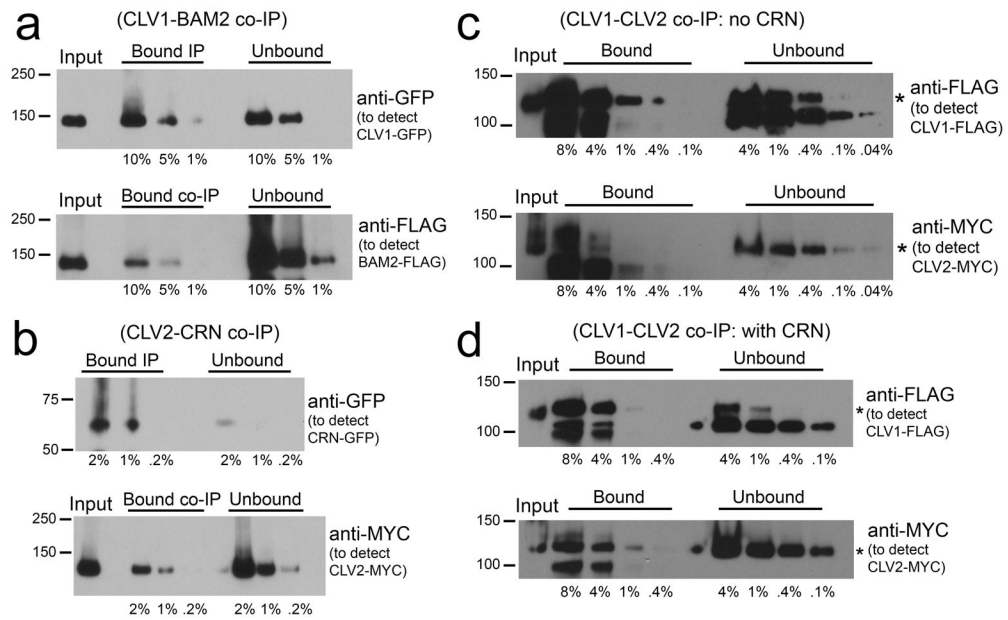 a
(CLV1-BAM2 co-IP)
Input Bound IP Unbound
250
150
anti-GFP
(to detect
CLV1-GFP)
10% 5% 1% 10% 5% 1%
Input Bound co-IP Unbound
250
150
anti-FLAG
(to detect
BAM2-FLAG)
10% 5% 1% 10% 5% 1%
b
(CLV2-CRN co-IP)
Bound IP Unbound
75
50
anti-GFP
(to detect
CRN-GFP)
2% 1% .2% 2% 1% .2%
Input Bound co-IP Unbound
250
150
anti-MYC
(to detect
CLV2-MYC)
2% 1% .2% 2% 1% .2%
c
(CLV1-CLV2 co-IP: no CRN)
Input Bound Unbound
150
100
* anti-FLAG
(to detect
CLV1-FLAG)
8% 4% 1% .4% .1% 4% 1% .4% .1% .04%
Input Bound Unbound
150
100
anti-MYC
* (to detect
CLV2-MYC)
8% 4% 1% .4% .1% 4% 1% .4% .1% .04%
d
(CLV1-CLV2 co-IP: with CRN)
Input Bound Unbound
150
100
anti-FLAG
* (to detect
CLV1-FLAG)
8% 4% 1% .4% 4% 1% .4% .1%
Input Bound Unbound
150
100
anti-MYC
* (to detect
CLV2-MYC)
8% 4% 1% .4% 4% 1% .4% .1%